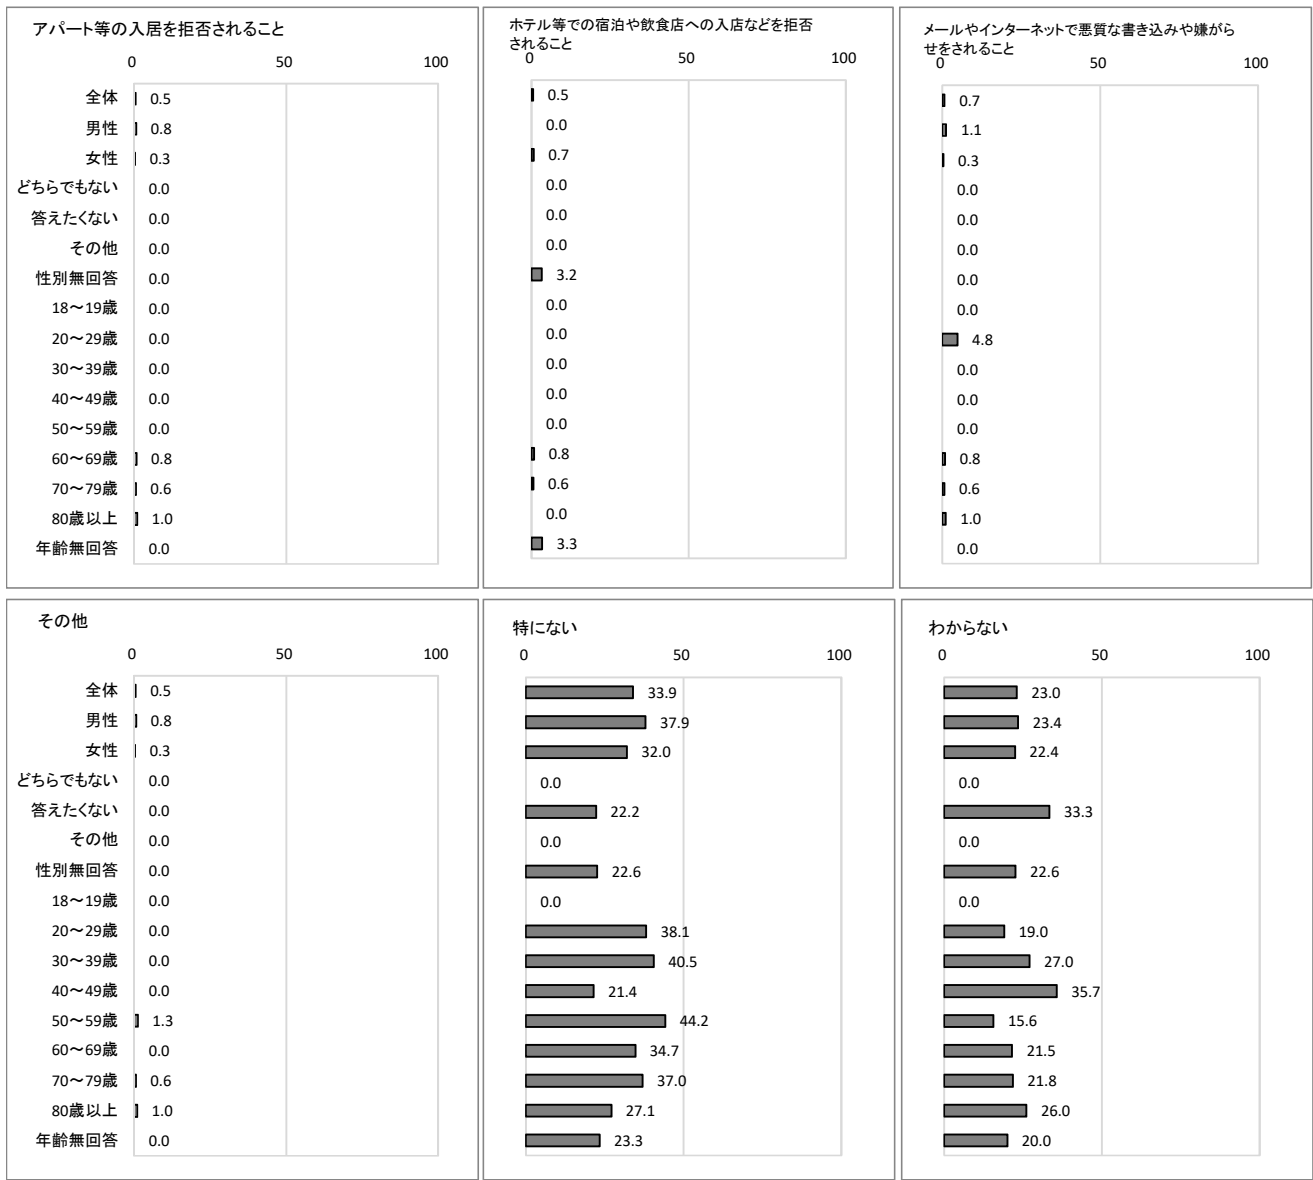 アパート等の入居を拒否されること
0 50 100
全体 0.5
男性 0.8
女性 0.3
どちらでもない 0.0
答えたくない 0.0
その他 0.0
性別無回答 0.0
18～19歳 0.0
20～29歳 0.0
30～39歳 0.0
40～49歳 0.0
50～59歳 0.0
60～69歳 0.8
70～79歳 0.6
80歳以上 1.0
年齢無回答 0.0
ホテル等での宿泊や飲食店への入店などを拒否
されること
0 50 100
0.5
0.0
0.7
0.0
0.0
0.0
3.2
0.0
0.0
0.0
0.0
0.0
0.8
0.6
0.0
3.3
メールやインターネットで悪質な書き込みや嫌がら
せをされること
0 50 100
0.7
1.1
0.3
0.0
0.0
0.0
0.0
0.0
4.8
0.0
0.0
0.0
0.8
0.6
1.0
0.0
その他
0 50 100
全体 0.5
男性 0.8
女性 0.3
どちらでもない 0.0
答えたくない 0.0
その他 0.0
性別無回答 0.0
18～19歳 0.0
20～29歳 0.0
30～39歳 0.0
40～49歳 0.0
50～59歳 1.3
60～69歳 0.0
70～79歳 0.6
80歳以上 1.0
年齢無回答 0.0
特にない
0 50 100
33.9
37.9
32.0
0.0
22.2
0.0
22.6
0.0
38.1
40.5
21.4
44.2
34.7
37.0
27.1
23.3
わからない
0 50 100
23.0
23.4
22.4
0.0
33.3
0.0
22.6
0.0
19.0
27.0
35.7
15.6
21.5
21.8
26.0
20.0